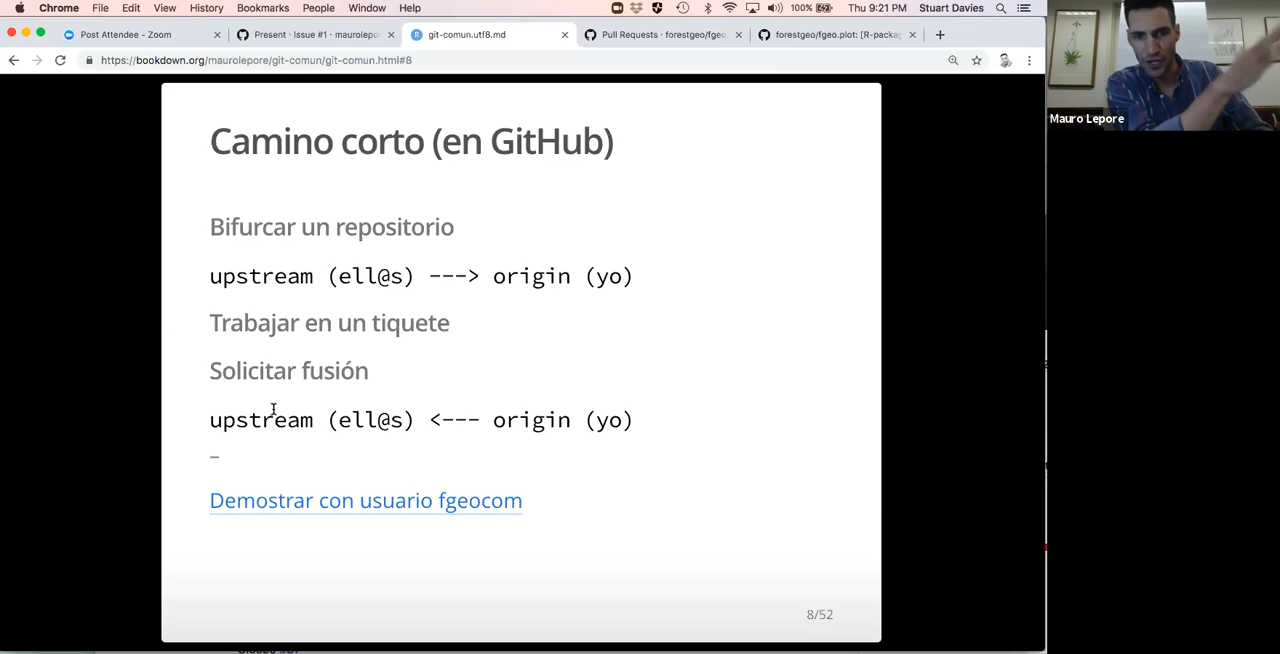 Chrome File Edit View History Bookmarks People Window Help 100% Thu 9:21 PM Stuart Davies
Post Attendee - Zoom
Present · Issue #1 · maurolepor
git-comun.utf8.md
Pull Requests · forestgeo/fgeo
forestgeo/fgeo.plot: [R-packag
https://bookdown.org/maurolepore/git-comun/git-comun.html#8
Mauro Lepore
Camino corto (en GitHub)
Bifurcar un repositorio
upstream (ell@s) ---> origin (yo)
Trabajar en un tiquete
Solicitar fusión
upstream (ell@s) <--- origin (yo)
–
Demostrar con usuario fgeocom
8/52